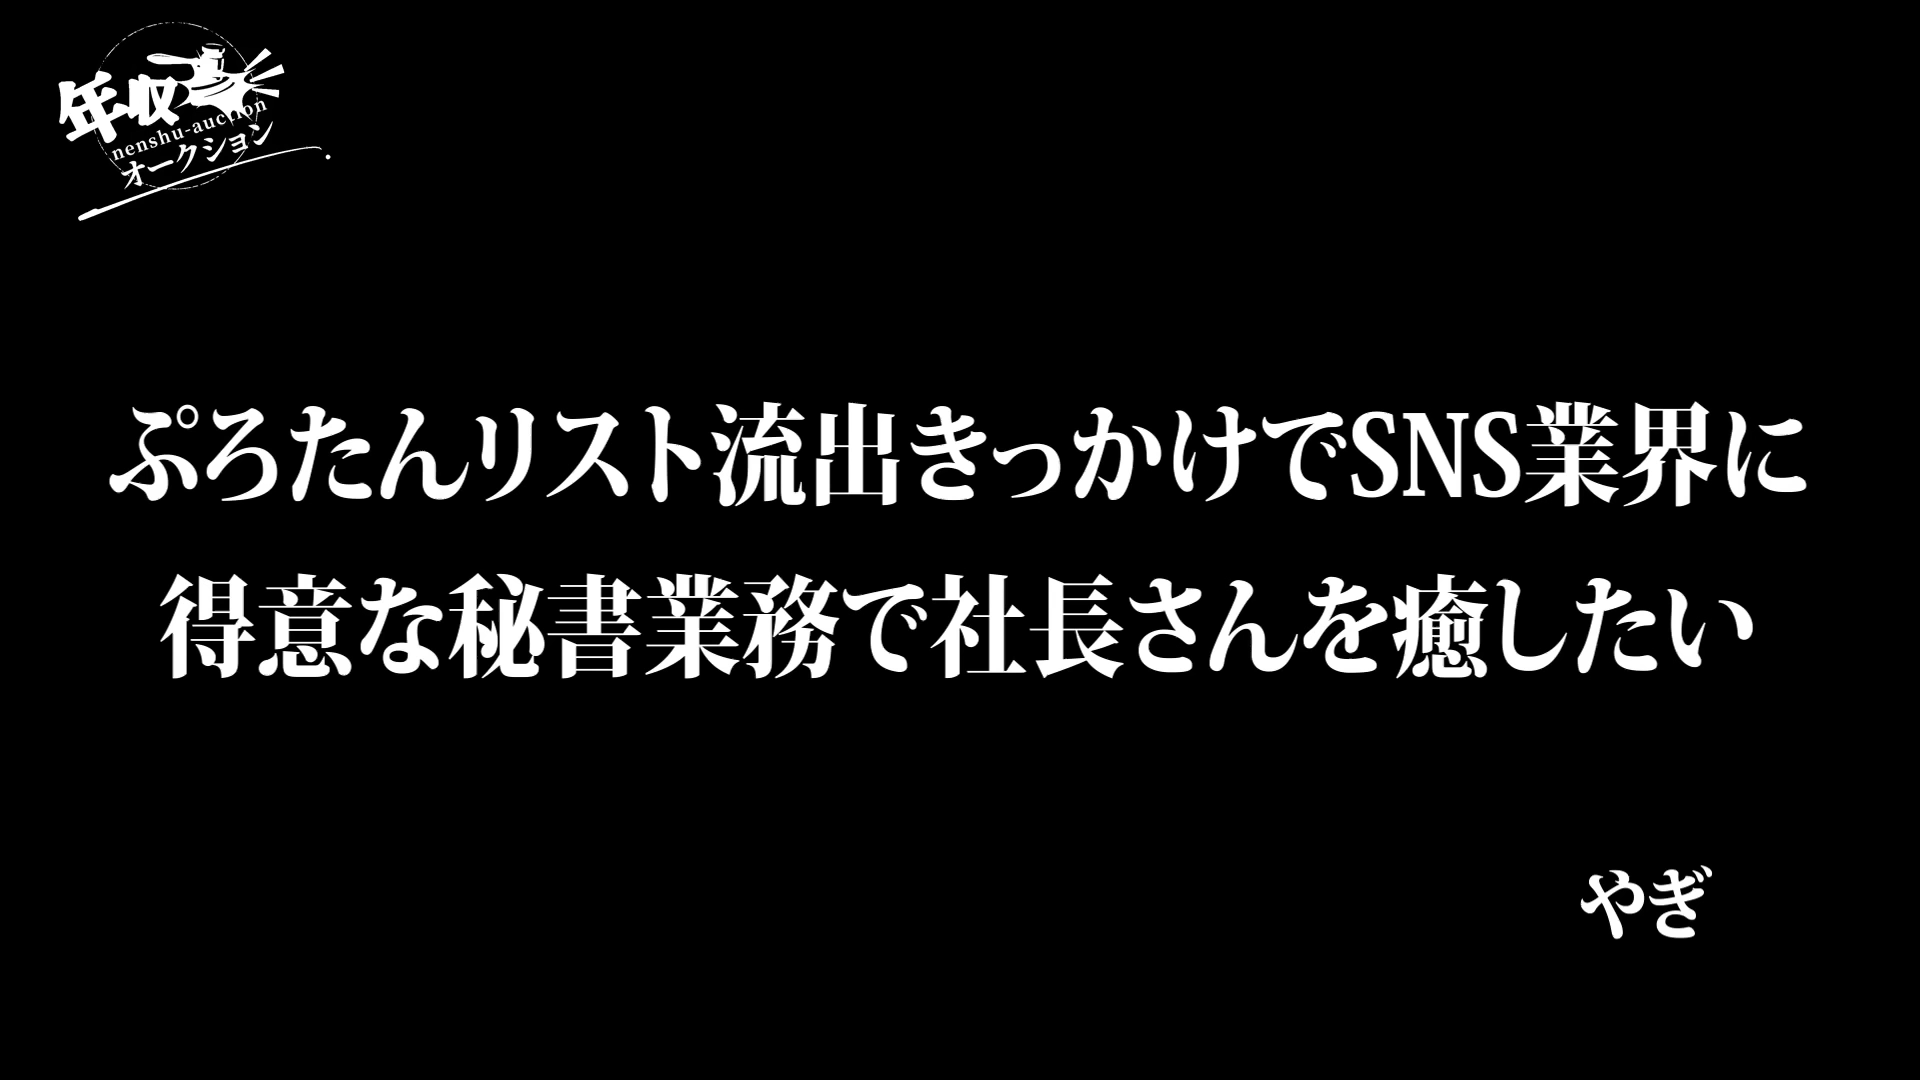 年収
nenshu-auction
オークション
ぷろたんリスト流出きっかけでSNS業界に
得意な秘書業務で社長さんを癒したい
やぎ